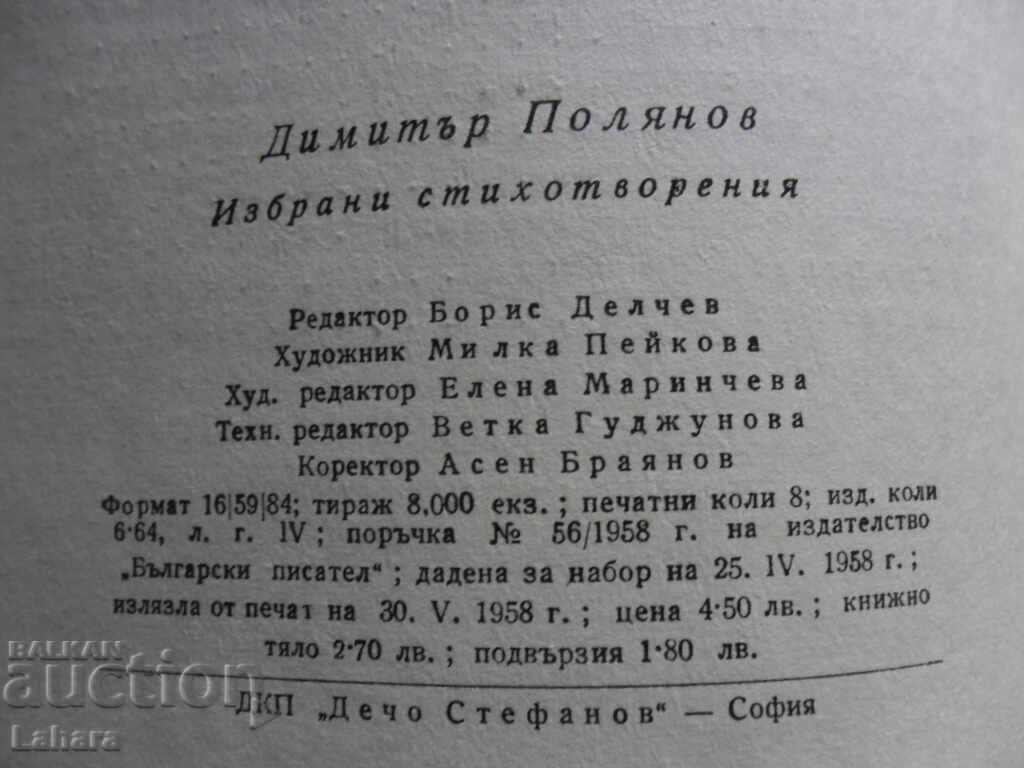 Димитър Полянов
Избрани стихотворения
Редактор Борис Делчев
Художник Милка Пейкова
Худ. редактор Елена Маринчева
Техн. редактор Ветка Гуджунова
Коректор Асен Браянов
Формат 16|59|84; тираж 8.000 екз.; печатни коли 8; изд. коли
6·64, л. г. IV; поръчка № 56/1958 г. на издателство
„Български писател“; дадена за набор на 25. IV. 1958 г.;
излязла от печат на 30. V. 1958 г.; цена 4·50 лв.; книжно
тяло 2·70 лв.; подвързия 1·80 лв.
ДКП „Дечо Стефанов“ — София
BALKAN
auction
Lahara